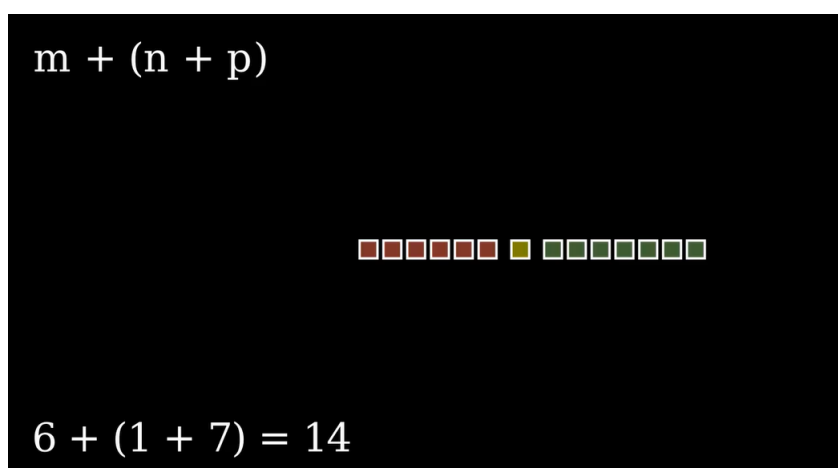 m + (n + p)
6 + (1 + 7) = 14